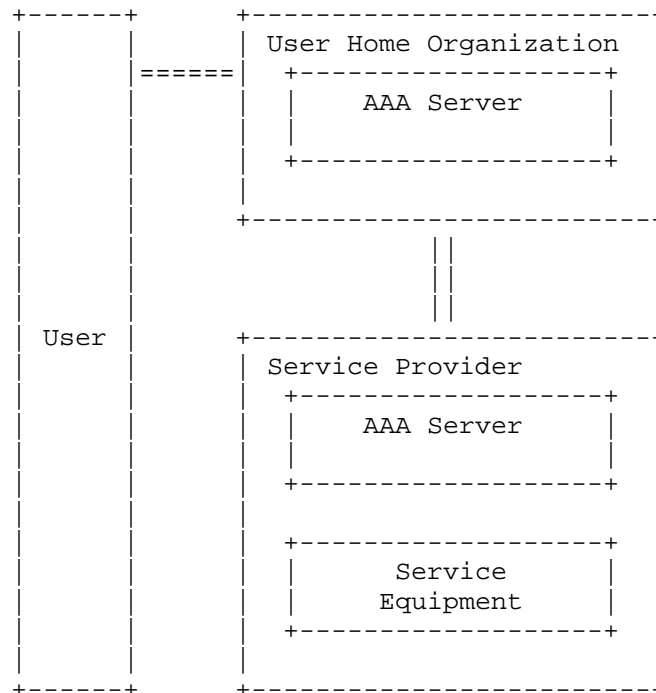 User Home Organization
AAA Server
User
Service Provider
AAA Server
Service
Equipment